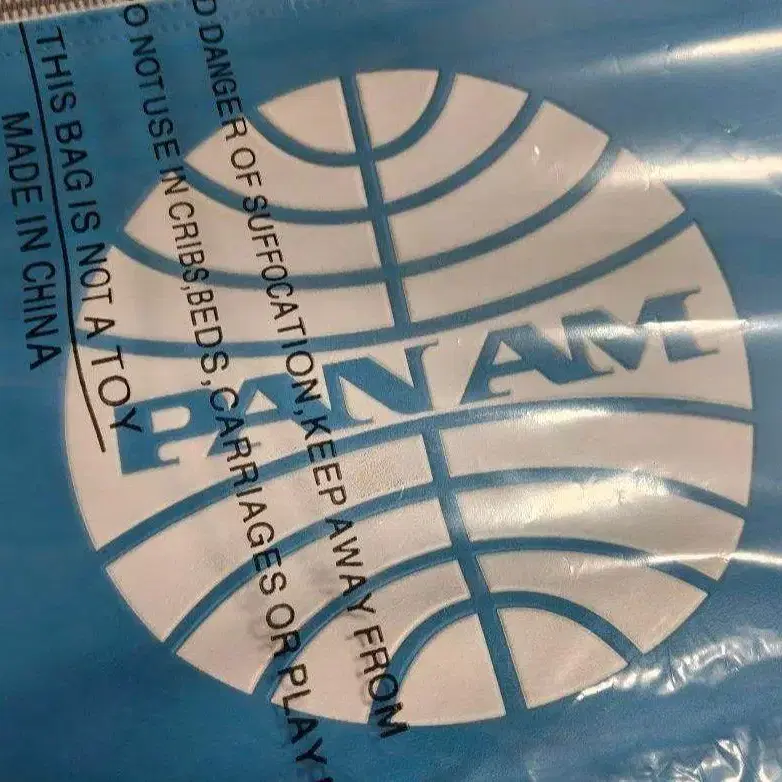 PAN AM
DANGER OF SUFFOCATION,KEEP AWAY FROM
NOT USE IN CRIBS,BEDS,CARRIAGES OR PLAY
THIS BAG IS NOT A TOY
MADE IN CHINA